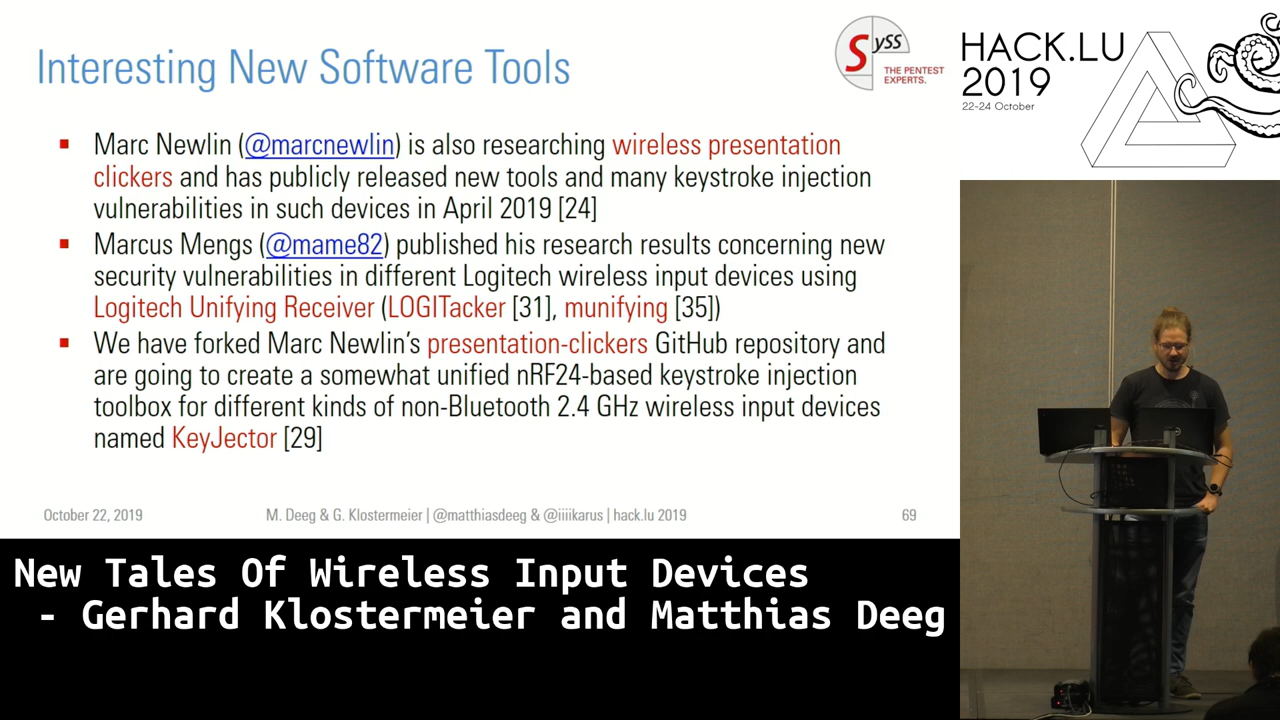 Interesting New Software Tools
SySS
THE PENTEST
EXPERTS.
HACK.LU
2019
22-24 October
Marc Newlin (@marcnewlin) is also researching wireless presentation
clickers and has publicly released new tools and many keystroke injection
vulnerabilities in such devices in April 2019 [24]
Marcus Mengs (@mame82) published his research results concerning new
security vulnerabilities in different Logitech wireless input devices using
Logitech Unifying Receiver (LOGITacker [31], munifying [35])
We have forked Marc Newlin’s presentation-clickers GitHub repository and
are going to create a somewhat unified nRF24-based keystroke injection
toolbox for different kinds of non-Bluetooth 2.4 GHz wireless input devices
named KeyJector [29]
October 22, 2019
M. Deeg & G. Klostermeier | @matthiasdeeg & @iiiikarus | hack.lu 2019
69
New Tales Of Wireless Input Devices
- Gerhard Klostermeier and Matthias Deeg